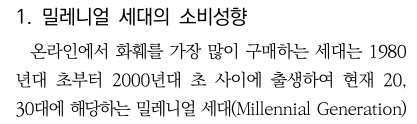 1. 밀레니얼 세대의 소비성향
온라인에서 화훼를 가장 많이 구매하는 세대는 1980
년대 초부터 2000년대 초 사이에 출생하여 현재 20,
30대에 해당하는 밀레니얼 세대(Millennial Generation)